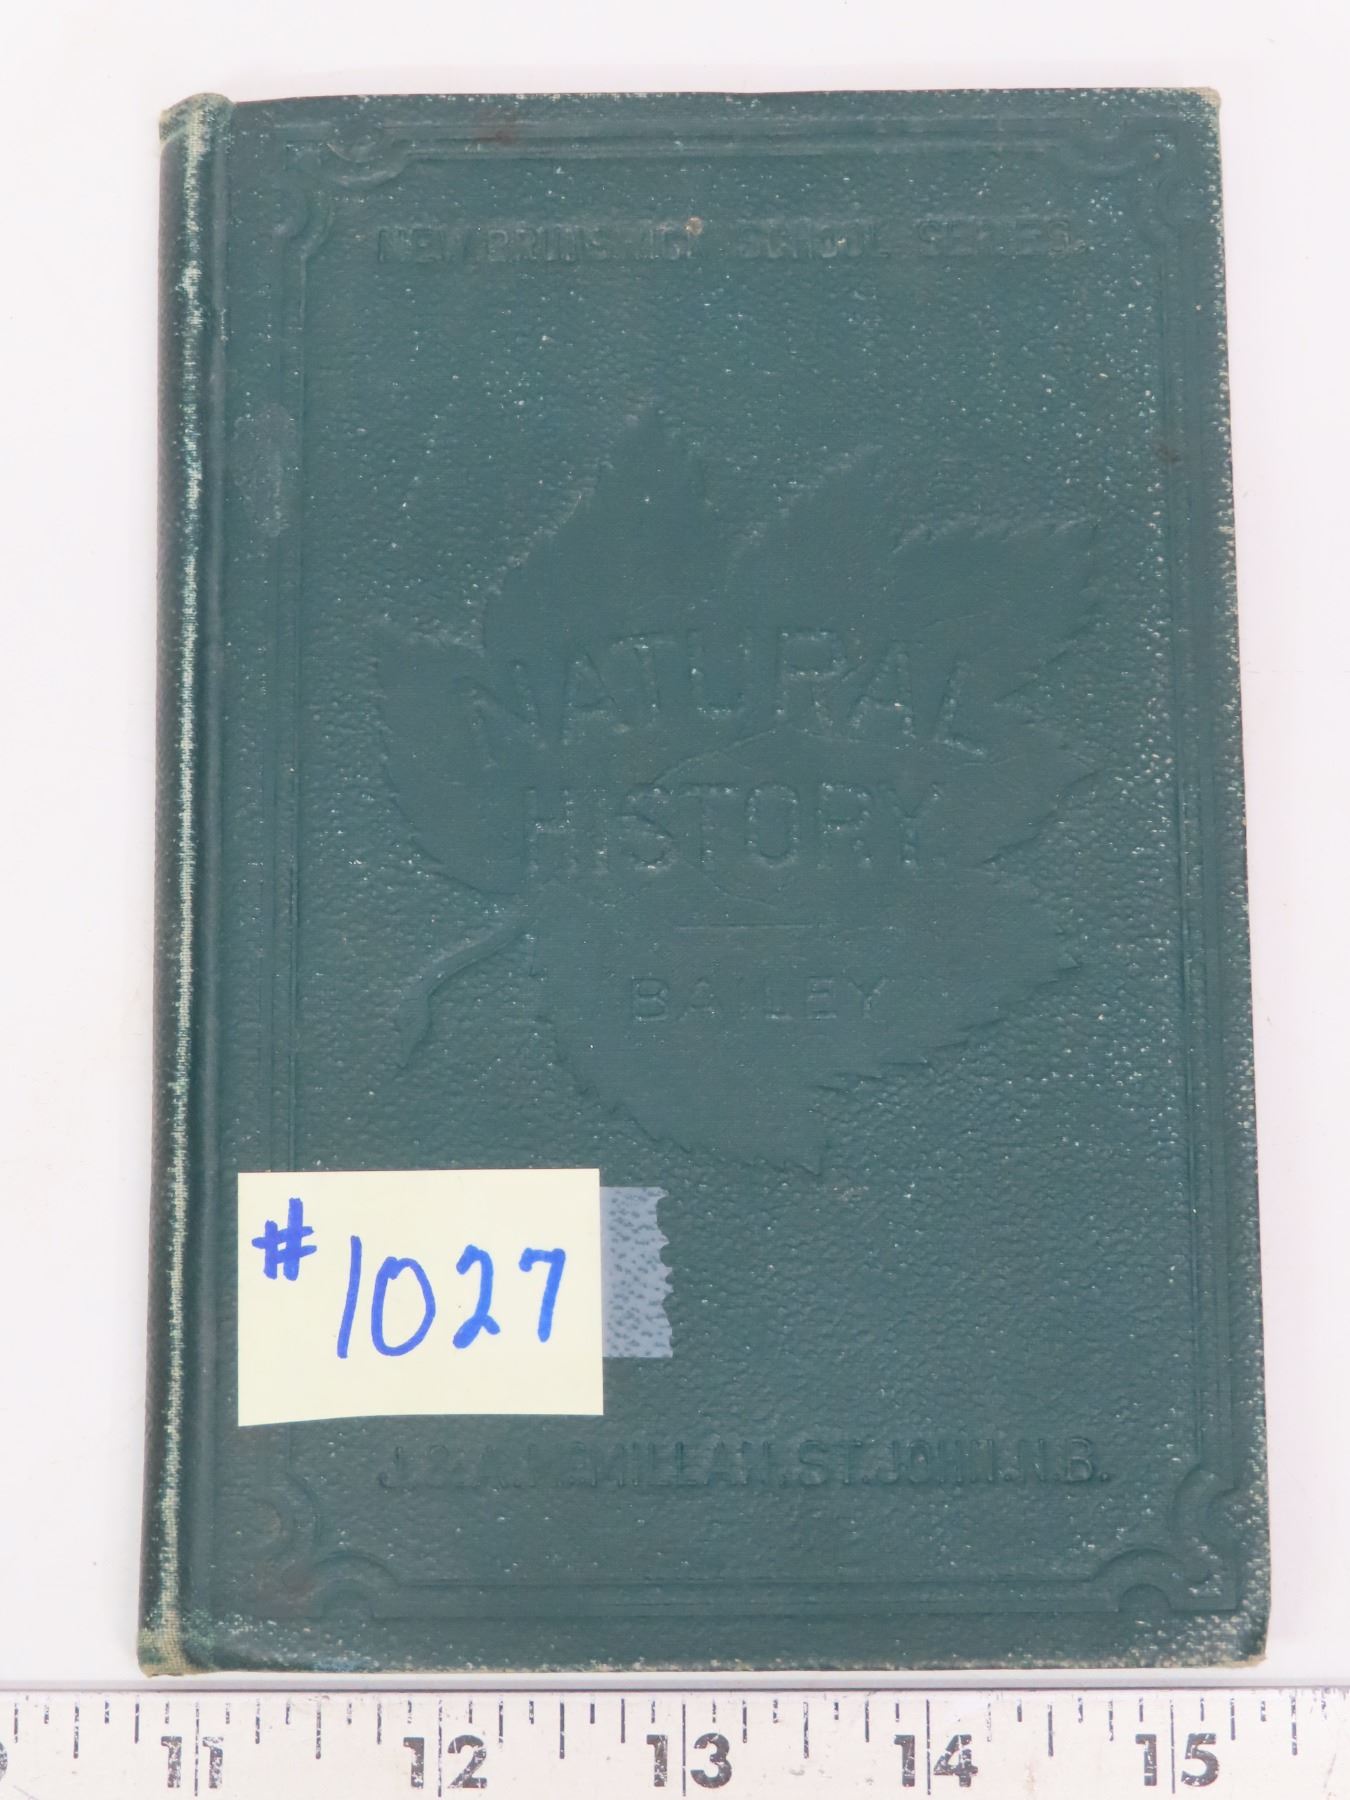 NEW BRUNSWICK SCHOOL SERIES.
NATURAL
HISTORY.
BAILEY
#1027
J.& A. McMILLAN. ST. JOHN. N.B.
11 12 13 14 15